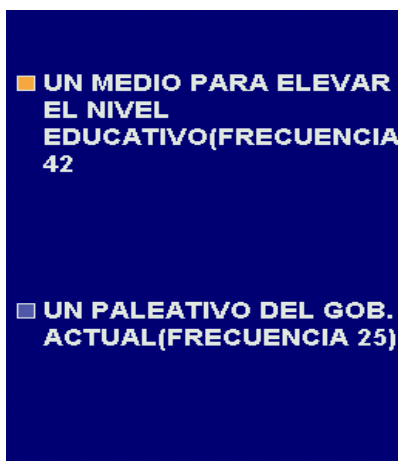 UN MEDIO PARA ELEVAR
EL NIVEL
EDUCATIVO(FRECUENCIA
42
UN PALEATIVO DEL GOB.
ACTUAL(FRECUENCIA 25)